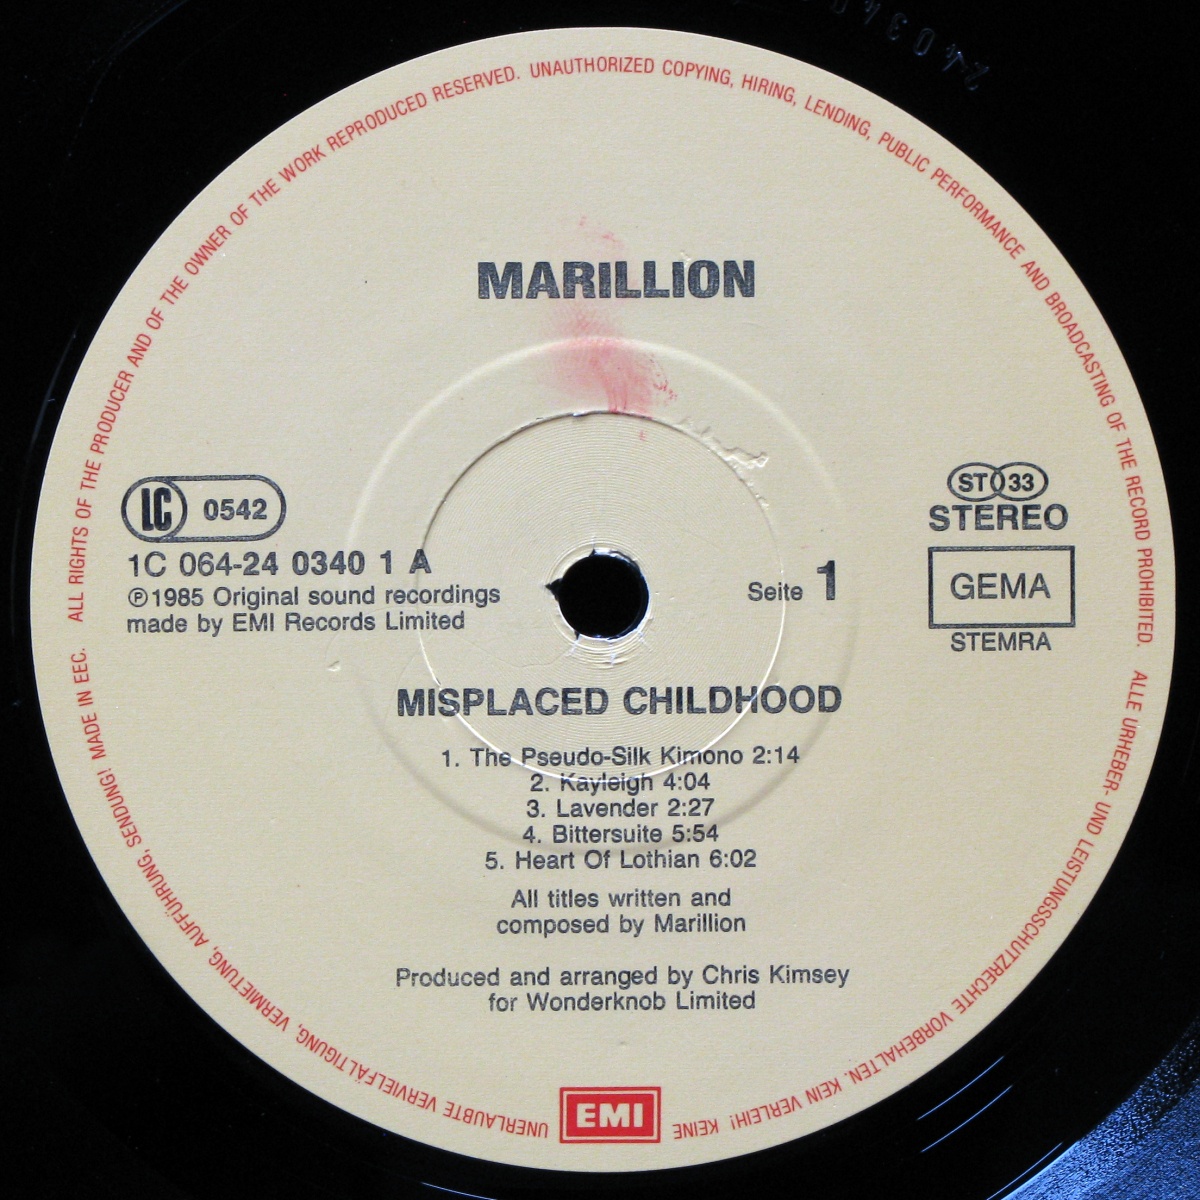 ALL RIGHTS OF THE PRODUCER AND OF THE OWNER OF THE WORK REPRODUCED RESERVED. UNAUTHORIZED COPYING, HIRING, LENDING, PUBLIC PERFORMANCE AND BROADCASTING OF THE RECORD PROHIBITED.
MARILLION
LC 0542
1C 064-24 0340 1 A
℗1985 Original sound recordings
made by EMI Records Limited
ST 33
STEREO
GEMA
STEMRA
Seite 1
MISPLACED CHILDHOOD
1. The Pseudo-Silk Kimono 2:14
2. Kayleigh 4:04
3. Lavender 2:27
4. Bittersuite 5:54
5. Heart Of Lothian 6:02
All titles written and
composed by Marillion
Produced and arranged by Chris Kimsey
for Wonderknob Limited
EMI
ALLE URHEBER- UND LEISTUNGSSCHUTZRECHTE VORBEHALTEN. KEIN VERLEIH! KEINE UNERLAUBTE VERVIELFÄLTIGUNG, VERMIETUNG, AUFFÜHRUNG, SENDUNG! MADE IN EEC.